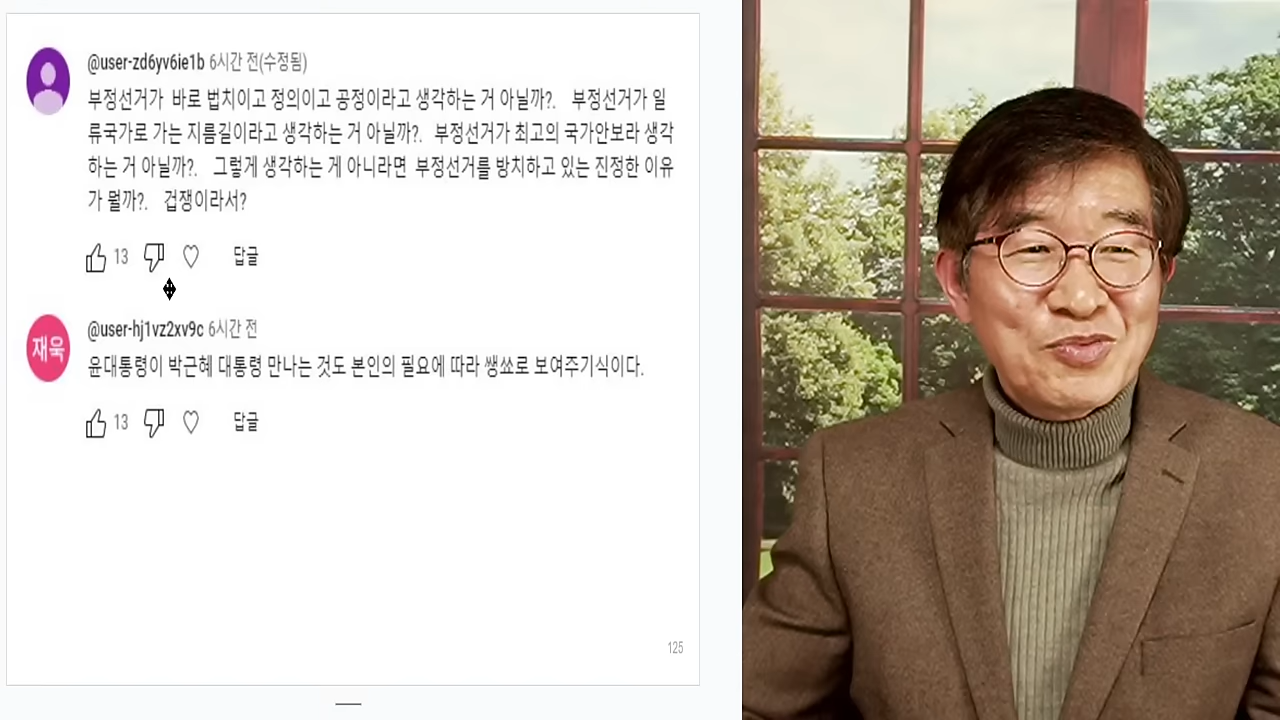 @user-zd6yv6ie1b 6시간 전(수정됨)
부정선거가 바로 법치이고 정의이고 공정이라고 생각하는 거 아닐까?. 부정선거가 일
류국가로 가는 지름길이라고 생각하는 거 아닐까?. 부정선거가 최고의 국가안보라 생각
하는 거 아닐까?. 그렇게 생각하는 게 아니라면 부정선거를 방치하고 있는 진정한 이유
가 뭘까?. 겁쟁이라서?
13 답글
재욱
@user-hj1vz2xv9c 6시간 전
윤대통령이 박근혜 대통령 만나는 것도 본인의 필요에 따라 쌩쑈로 보여주기식이다.
13 답글
125